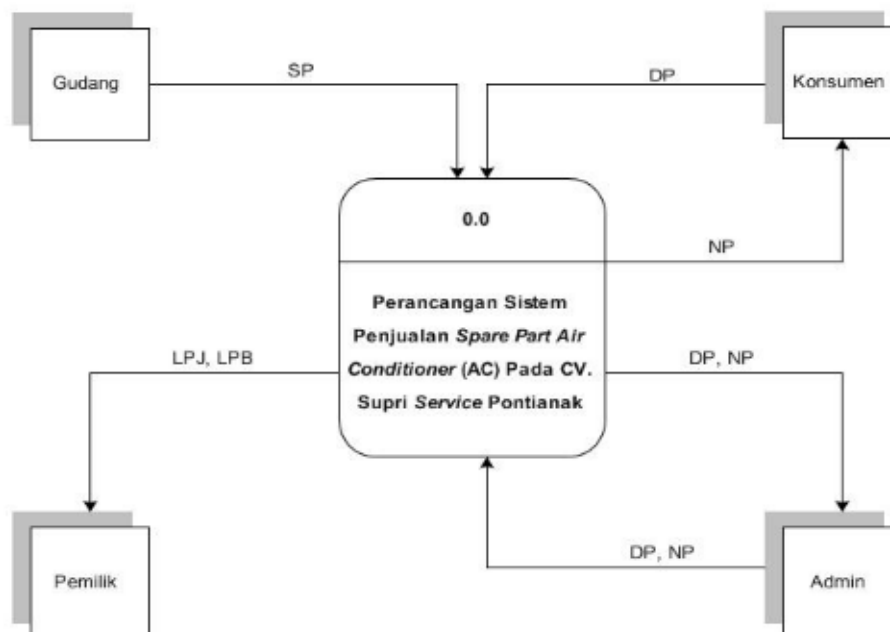 Gudang
SP
DP
Konsumen
0.0
NP
Perancangan Sistem
Penjualan Spare Part Air
Conditioner (AC) Pada CV.
Supri Service Pontianak
LPJ, LPB
DP, NP
DP, NP
Pemilik
Admin